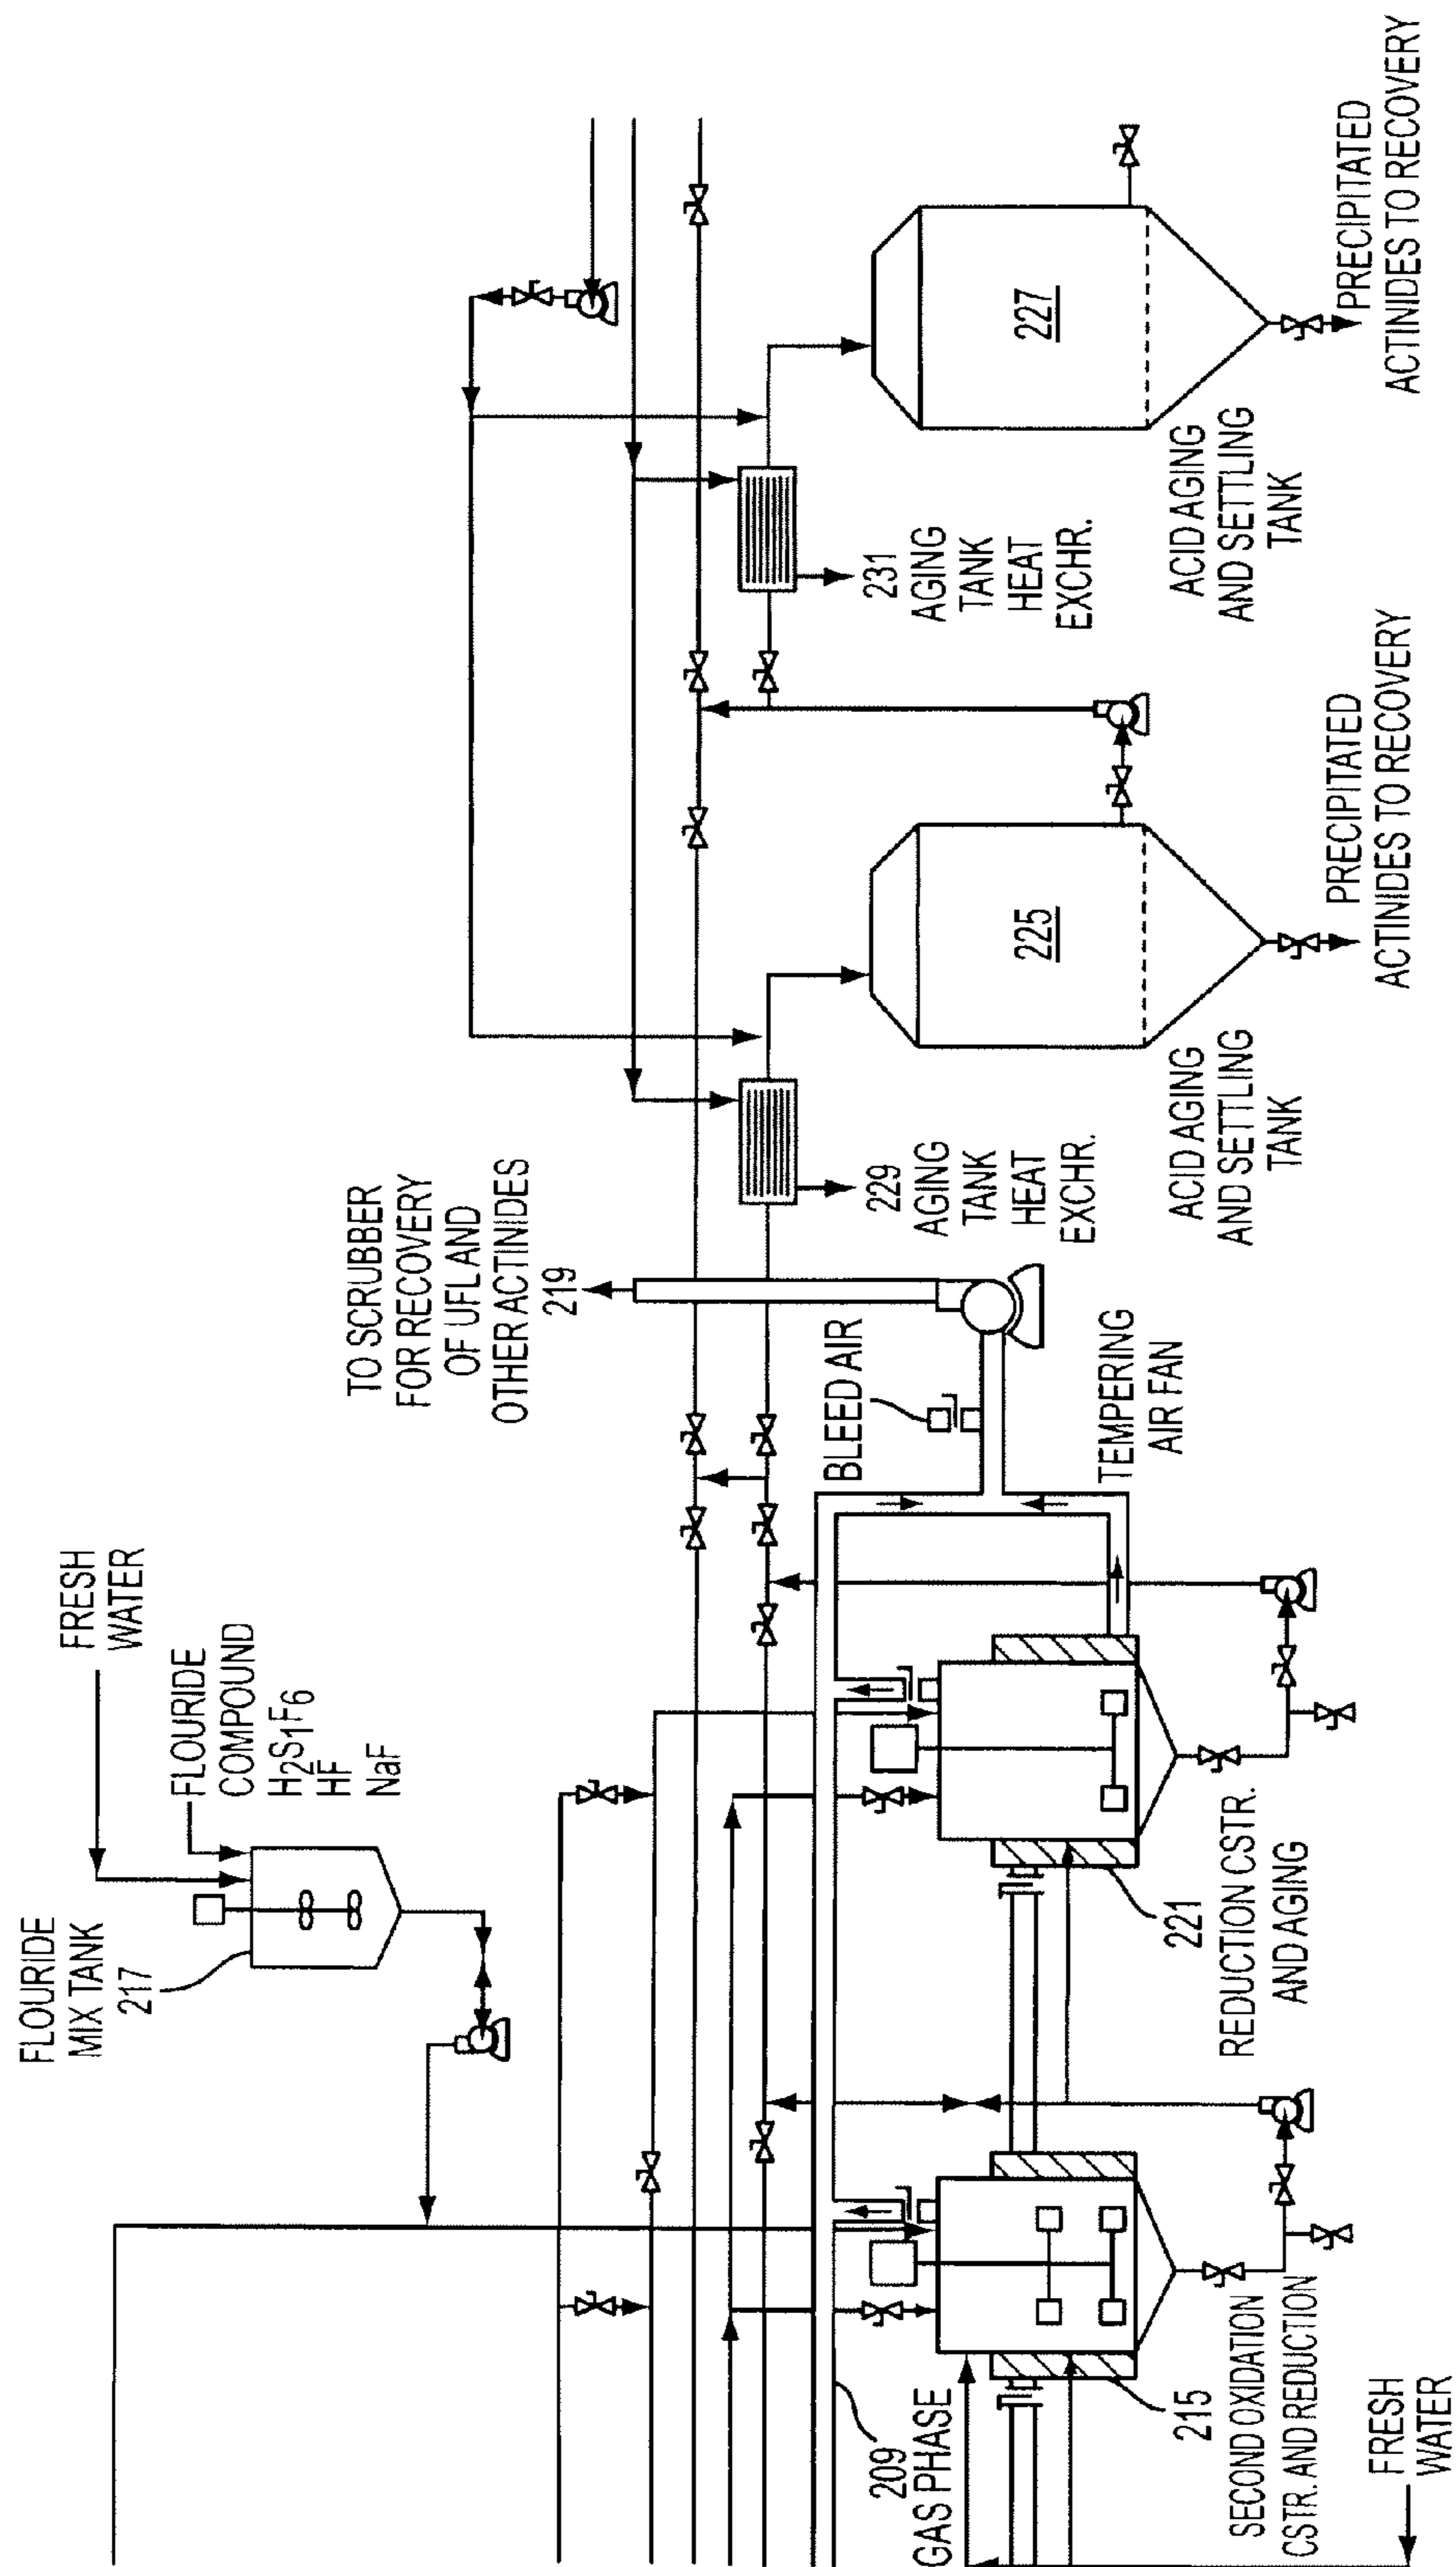 FLOURIDE
MIX TANK
217
FRESH
WATER
FLOURIDE
COMPOUND
H₂S₁F₆
HF
NaF
TO SCRUBBER
FOR RECOVERY
OF UFL AND
OTHER ACTINIDES
219
BLEED AIR
TEMPERING
AIR FAN
209
GAS PHASE
215
SECOND OXIDATION
CSTR. AND REDUCTION
FRESH
WATER
221
REDUCTION CSTR.
AND AGING
229
AGING
TANK
HEAT
EXCHR.
225
ACID AGING
AND SETTLING
TANK
PRECIPITATED
ACTINIDES TO RECOVERY
231
AGING
TANK
HEAT
EXCHR.
227
ACID AGING
AND SETTLING
TANK
PRECIPITATED
ACTINIDES TO RECOVERY